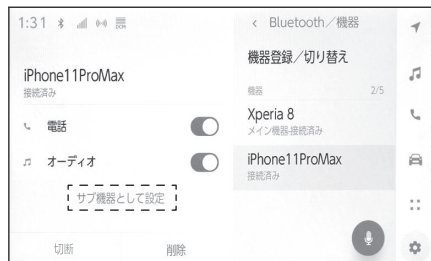 1:31
iPhone11ProMax
接続済み
電話
オーディオ
サブ機器として設定
切断
削除
< Bluetooth／機器
機器登録／切り替え
機器 2/5
Xperia 8
メイン機器-接続済み
iPhone11ProMax
接続済み